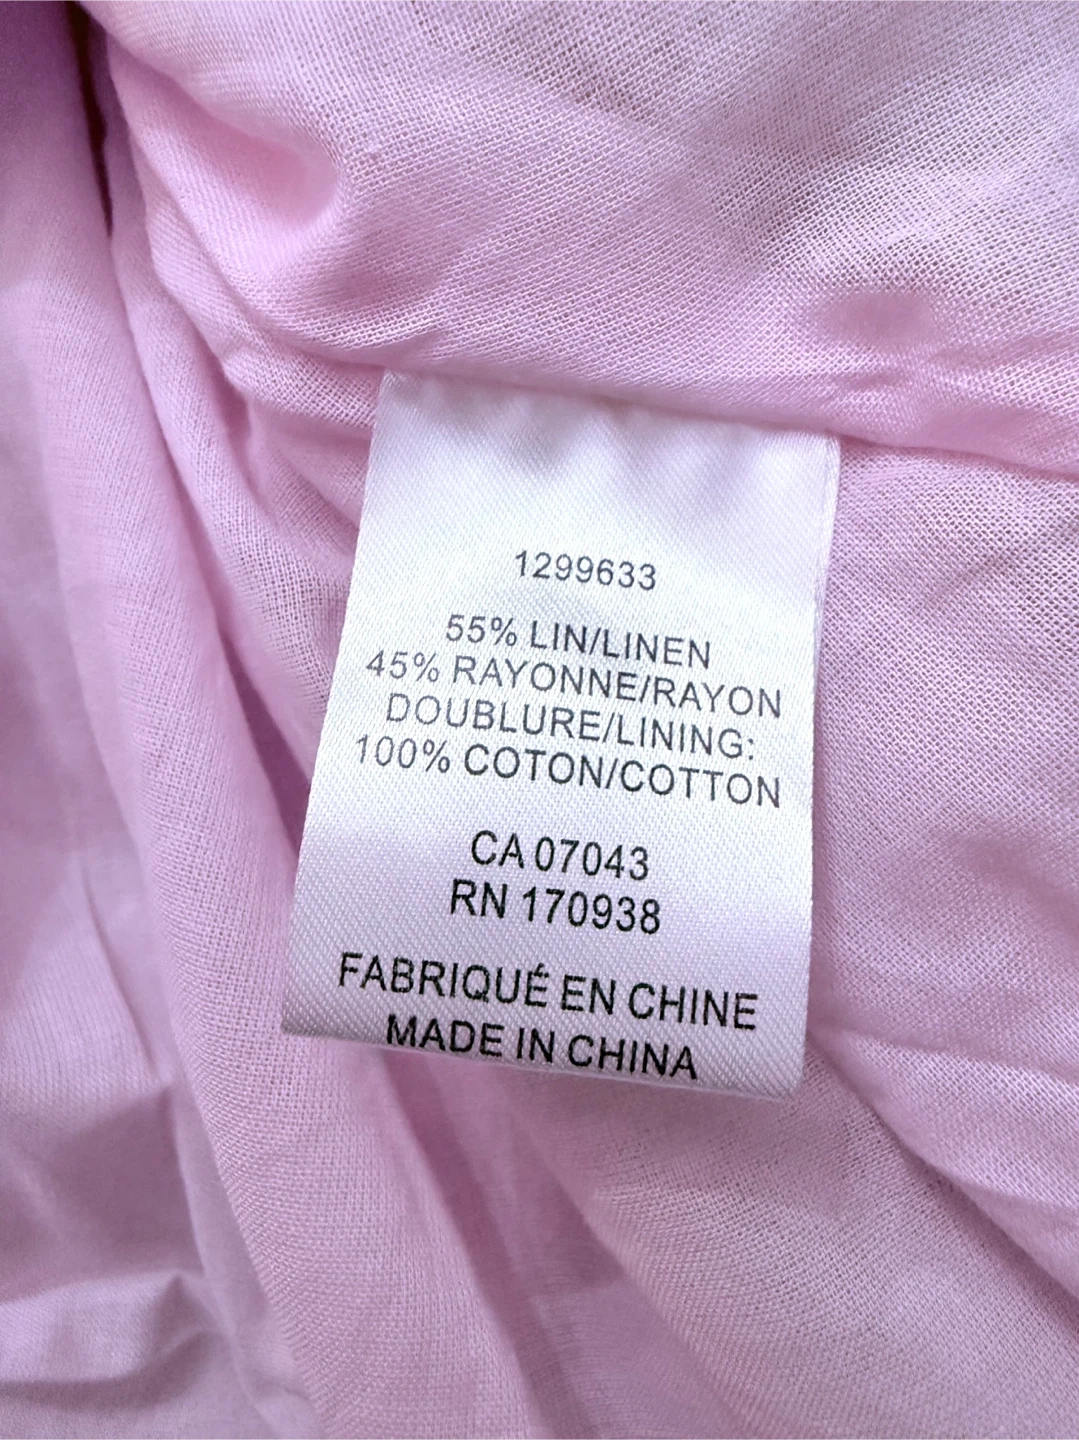 1299633
55% LIN/LINEN
45% RAYONNE/RAYON
DOUBLURE/LINING:
100% COTON/COTTON
CA 07043
RN 170938
FABRIQUÉ EN CHINE
MADE IN CHINA